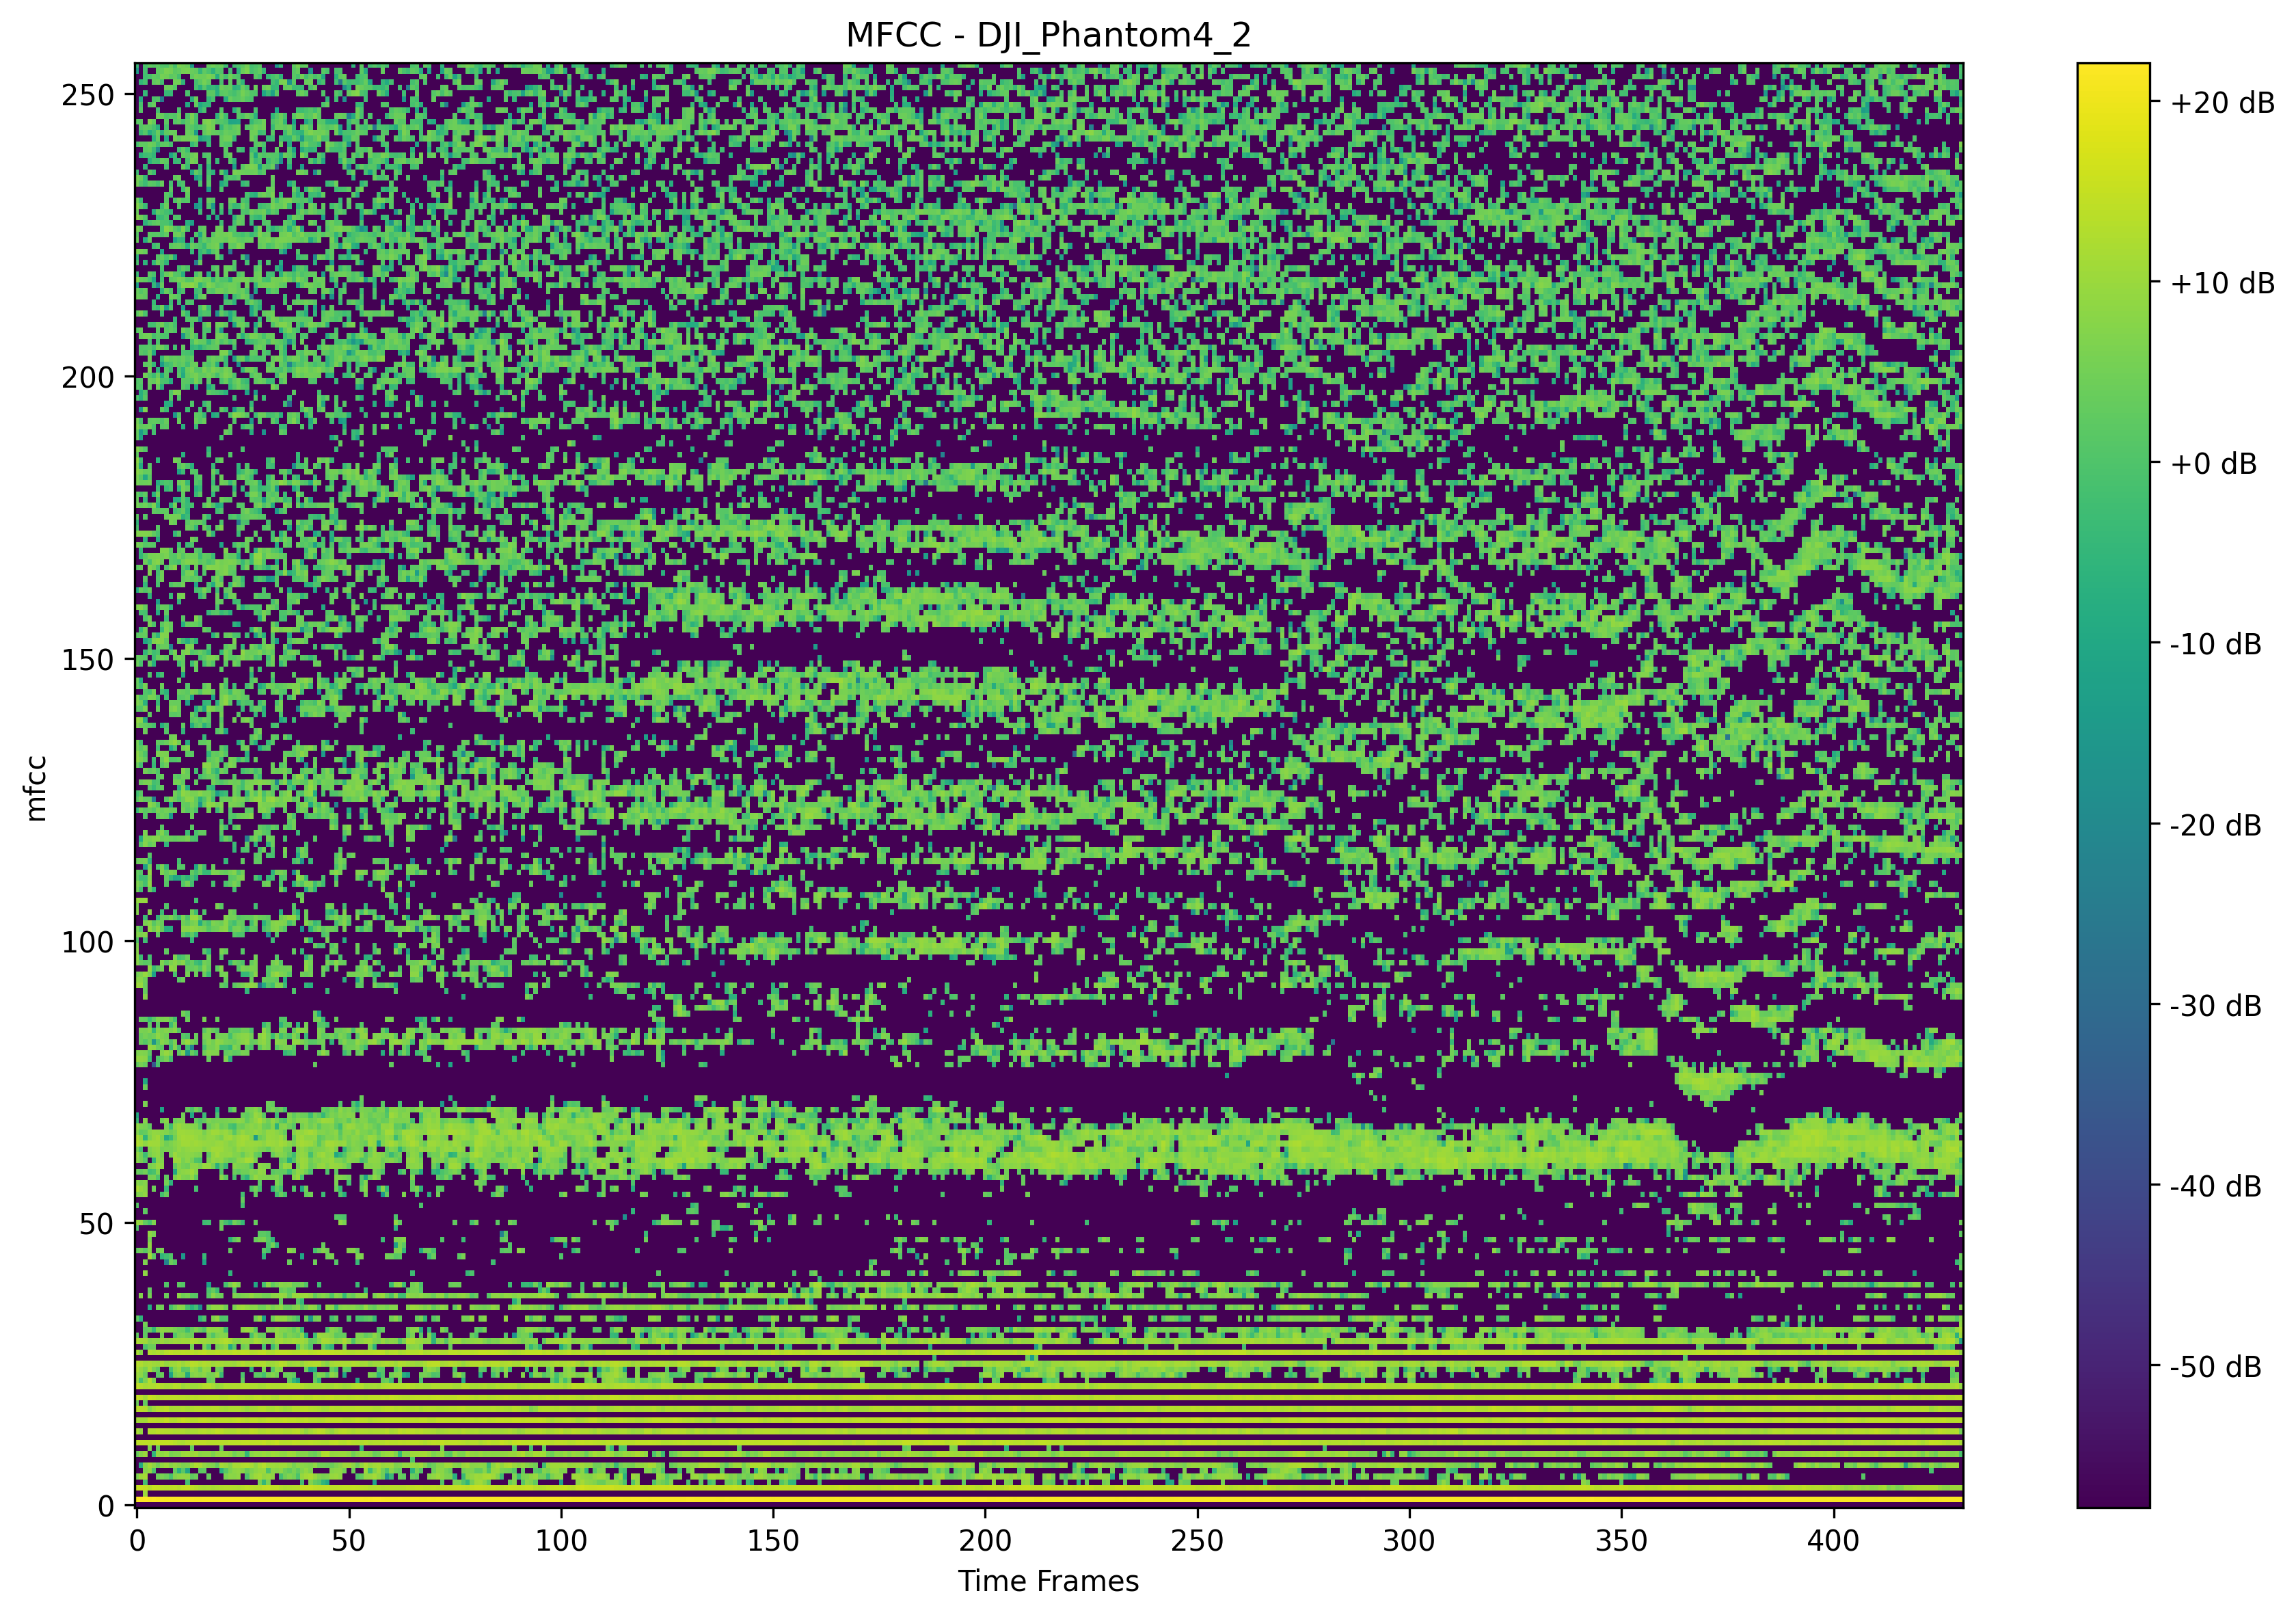 MFCC - DJI_Phantom4_2
250
200
150
100
50
0
mfcc
0 50 100 150 200 250 300 350 400
Time Frames
+20 dB
+10 dB
+0 dB
-10 dB
-20 dB
-30 dB
-40 dB
-50 dB